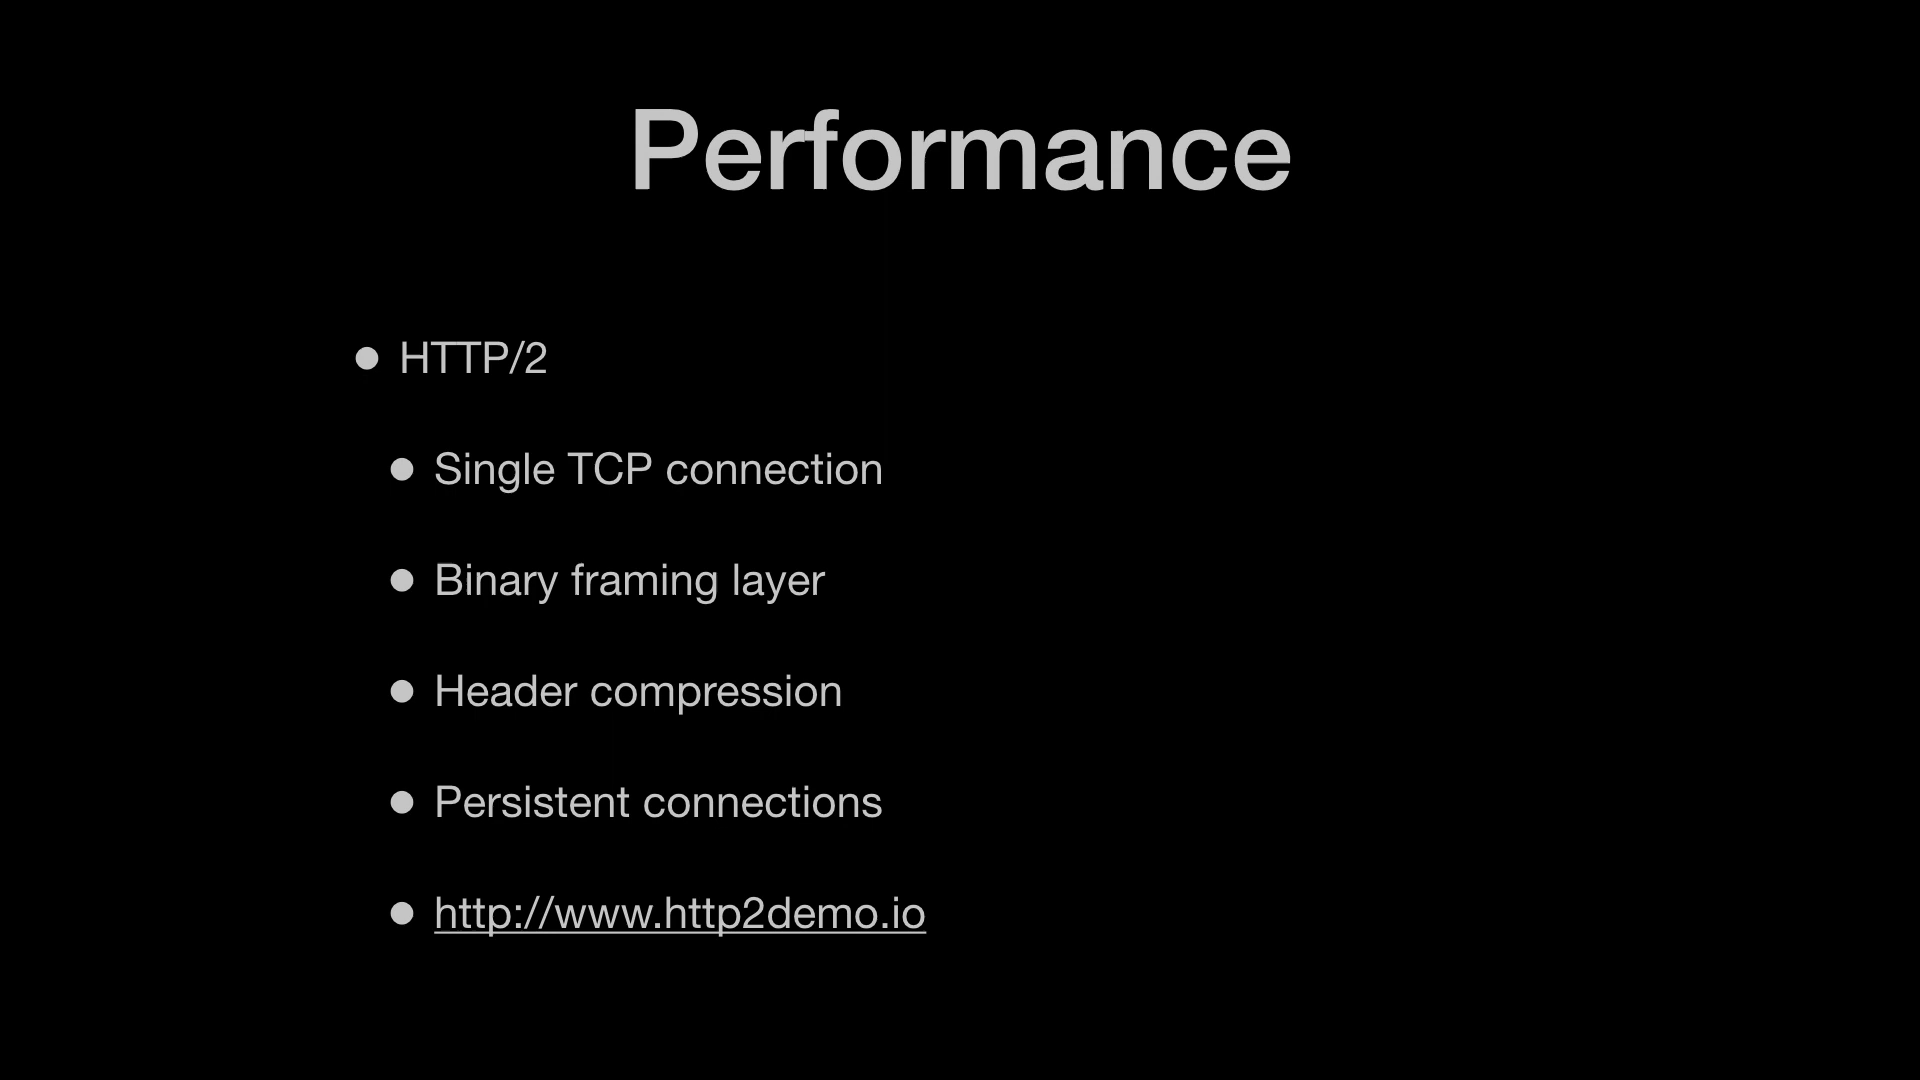 Performance
HTTP/2
Single TCP connection
Binary framing layer
Header compression
Persistent connections
http://www.http2demo.io